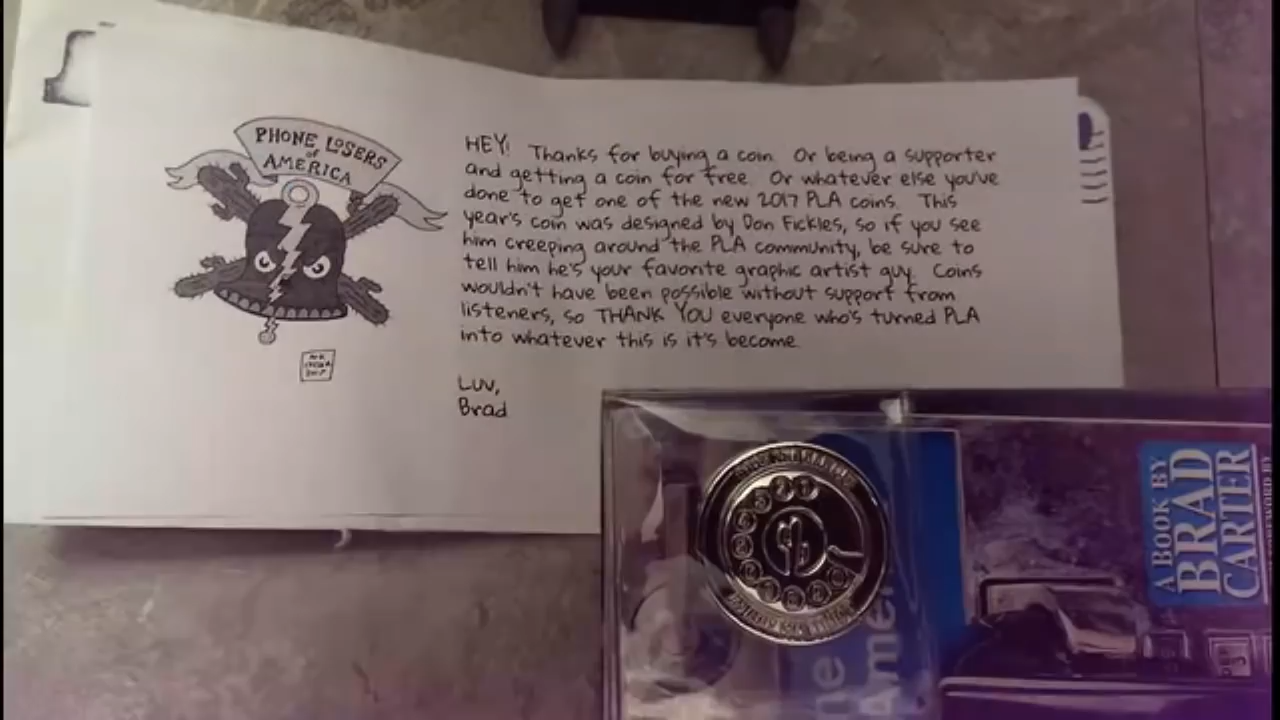 PHONE LOSERS
of
AMERICA
HEY! Thanks for buying a coin. Or being a supporter
and getting a coin for free. Or whatever else you've
done to get one of the new 2017 PLA coins. This
year's coin was designed by Don Fickles, so if you see
him creeping around the PLA community, be sure to
tell him he's your favorite graphic artist guy. Coins
wouldn't have been possible without support from
listeners, so THANK YOU everyone who's turned PLA
into whatever this is it's become.
Luv,
Brad
A BOOK BY
BRAD
CARTER
FOREWORD BY